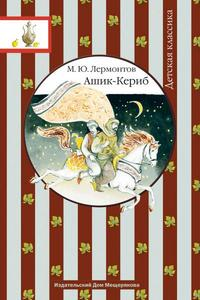 М. Ю. Лермонтов
Ашик-Кериб
Детская классика
Издательский Дом Мещерякова